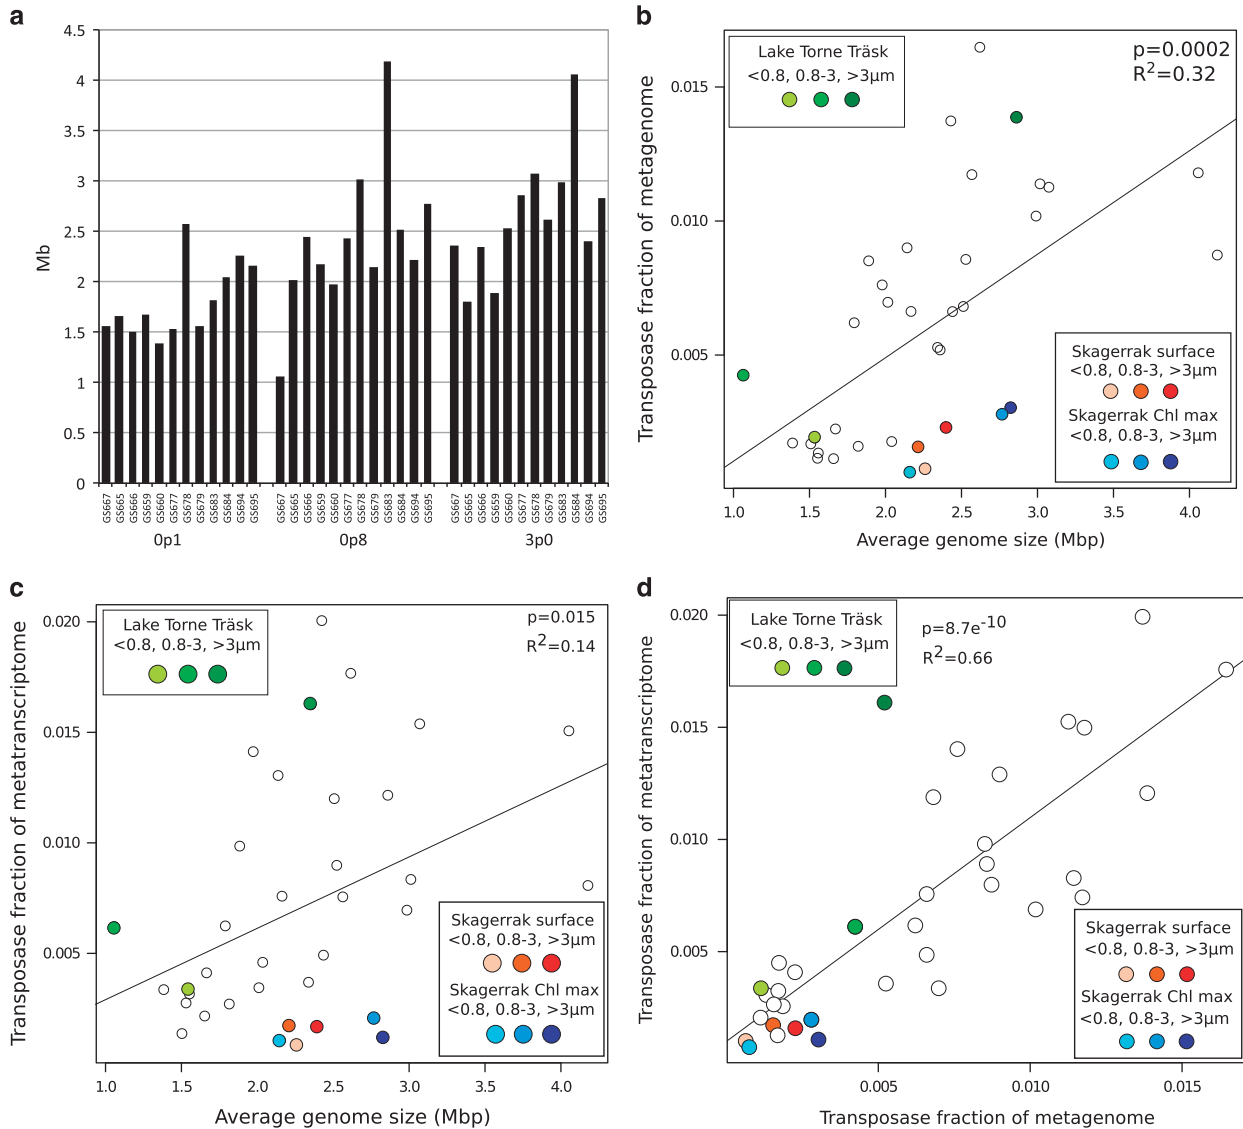 a
4.5
4
3.5
3
2.5
2
1.5
1
0.5
0
Mb
GS667
GS665
GS666
GS659
GS660
GS677
GS678
GS679
GS683
GS684
GS694
GS695
GS667
GS665
GS666
GS659
GS660
GS677
GS678
GS679
GS683
GS684
GS694
GS695
GS667
GS665
GS666
GS659
GS660
GS677
GS678
GS679
GS683
GS684
GS694
GS695
0p1
0p8
3p0
b
Lake Torne Träsk
<0.8, 0.8-3, >3μm
p=0.0002
R2=0.32
0.015
0.010
0.005
Transposase fraction of metagenome
Skagerrak surface
<0.8, 0.8-3, >3μm
Skagerrak Chl max
<0.8, 0.8-3, >3μm
1.0
1.5
2.0
2.5
3.0
3.5
4.0
Average genome size (Mbp)
c
Lake Torne Träsk
<0.8, 0.8-3, >3μm
p=0.015
R2=0.14
0.020
0.015
0.010
0.005
Transposase fraction of metatranscriptome
Skagerrak surface
<0.8, 0.8-3, >3μm
Skagerrak Chl max
<0.8, 0.8-3, >3μm
1.0
1.5
2.0
2.5
3.0
3.5
4.0
Average genome size (Mbp)
d
Lake Torne Träsk
<0.8, 0.8-3, >3μm
p=8.7e-10
R2=0.66
0.020
0.015
0.010
0.005
Transposase fraction of metatranscriptome
Skagerrak surface
<0.8, 0.8-3, >3μm
Skagerrak Chl max
<0.8, 0.8-3, >3μm
0.005
0.010
0.015
Transposase fraction of metagenome